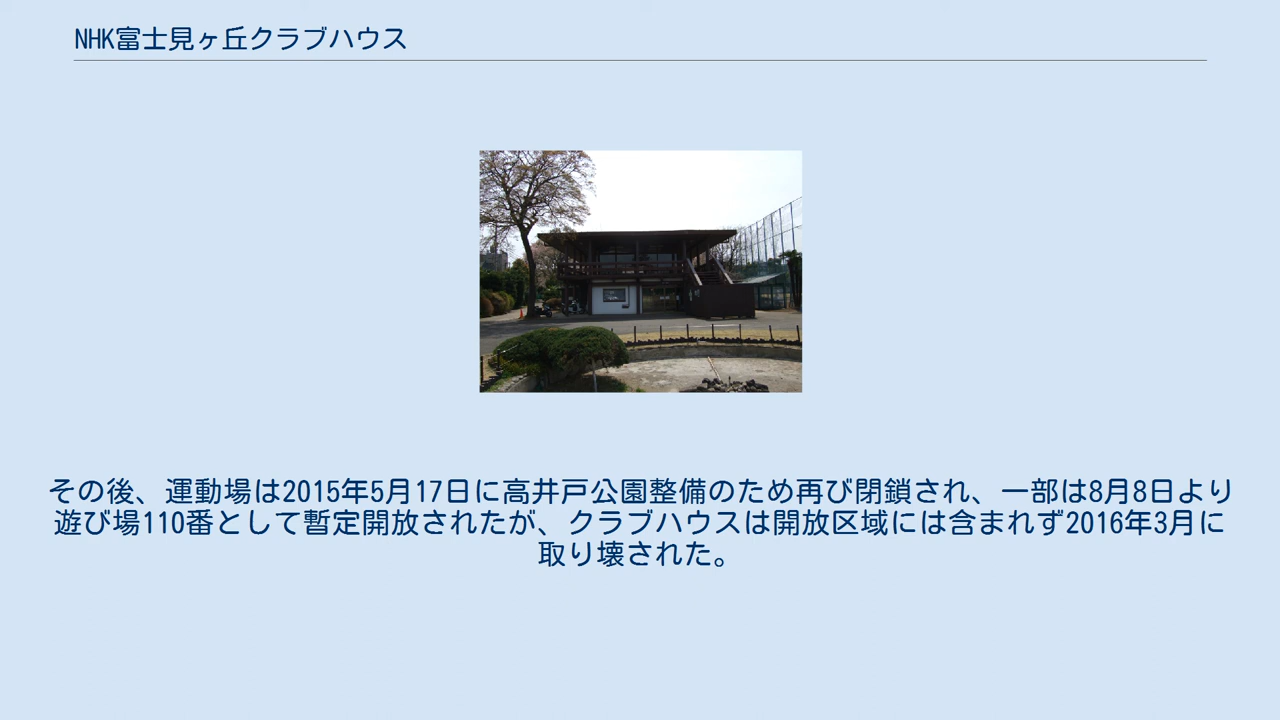 NHK富士見ヶ丘クラブハウス
その後、運動場は2015年5月17日に高井戸公園整備のため再び閉鎖され、一部は8月8日より
遊び場110番として暫定開放されたが、クラブハウスは開放区域には含まれず2016年3月に
取り壊された。